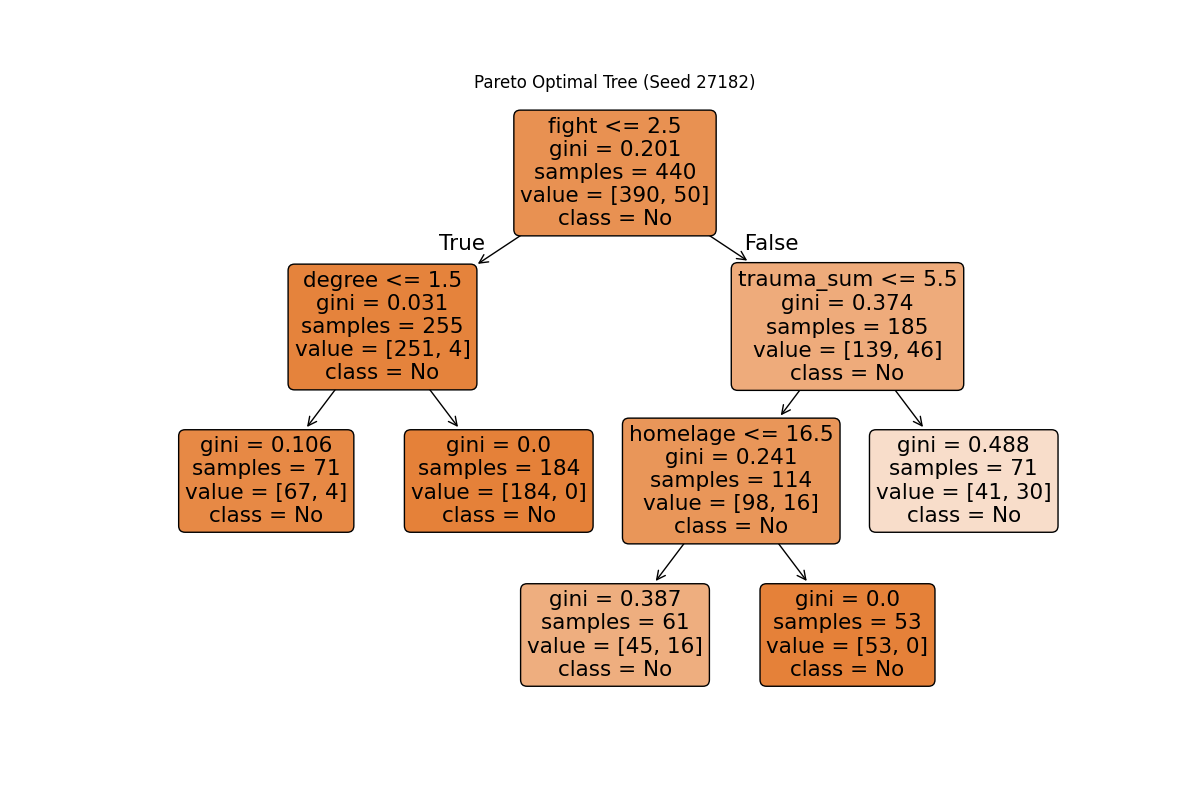 Pareto Optimal Tree (Seed 27182)
fight <= 2.5
gini = 0.201
samples = 440
value = [390, 50]
class = No
True
False
degree <= 1.5
gini = 0.031
samples = 255
value = [251, 4]
class = No
trauma_sum <= 5.5
gini = 0.374
samples = 185
value = [139, 46]
class = No
gini = 0.106
samples = 71
value = [67, 4]
class = No
gini = 0.0
samples = 184
value = [184, 0]
class = No
homelage <= 16.5
gini = 0.241
samples = 114
value = [98, 16]
class = No
gini = 0.488
samples = 71
value = [41, 30]
class = No
gini = 0.387
samples = 61
value = [45, 16]
class = No
gini = 0.0
samples = 53
value = [53, 0]
class = No